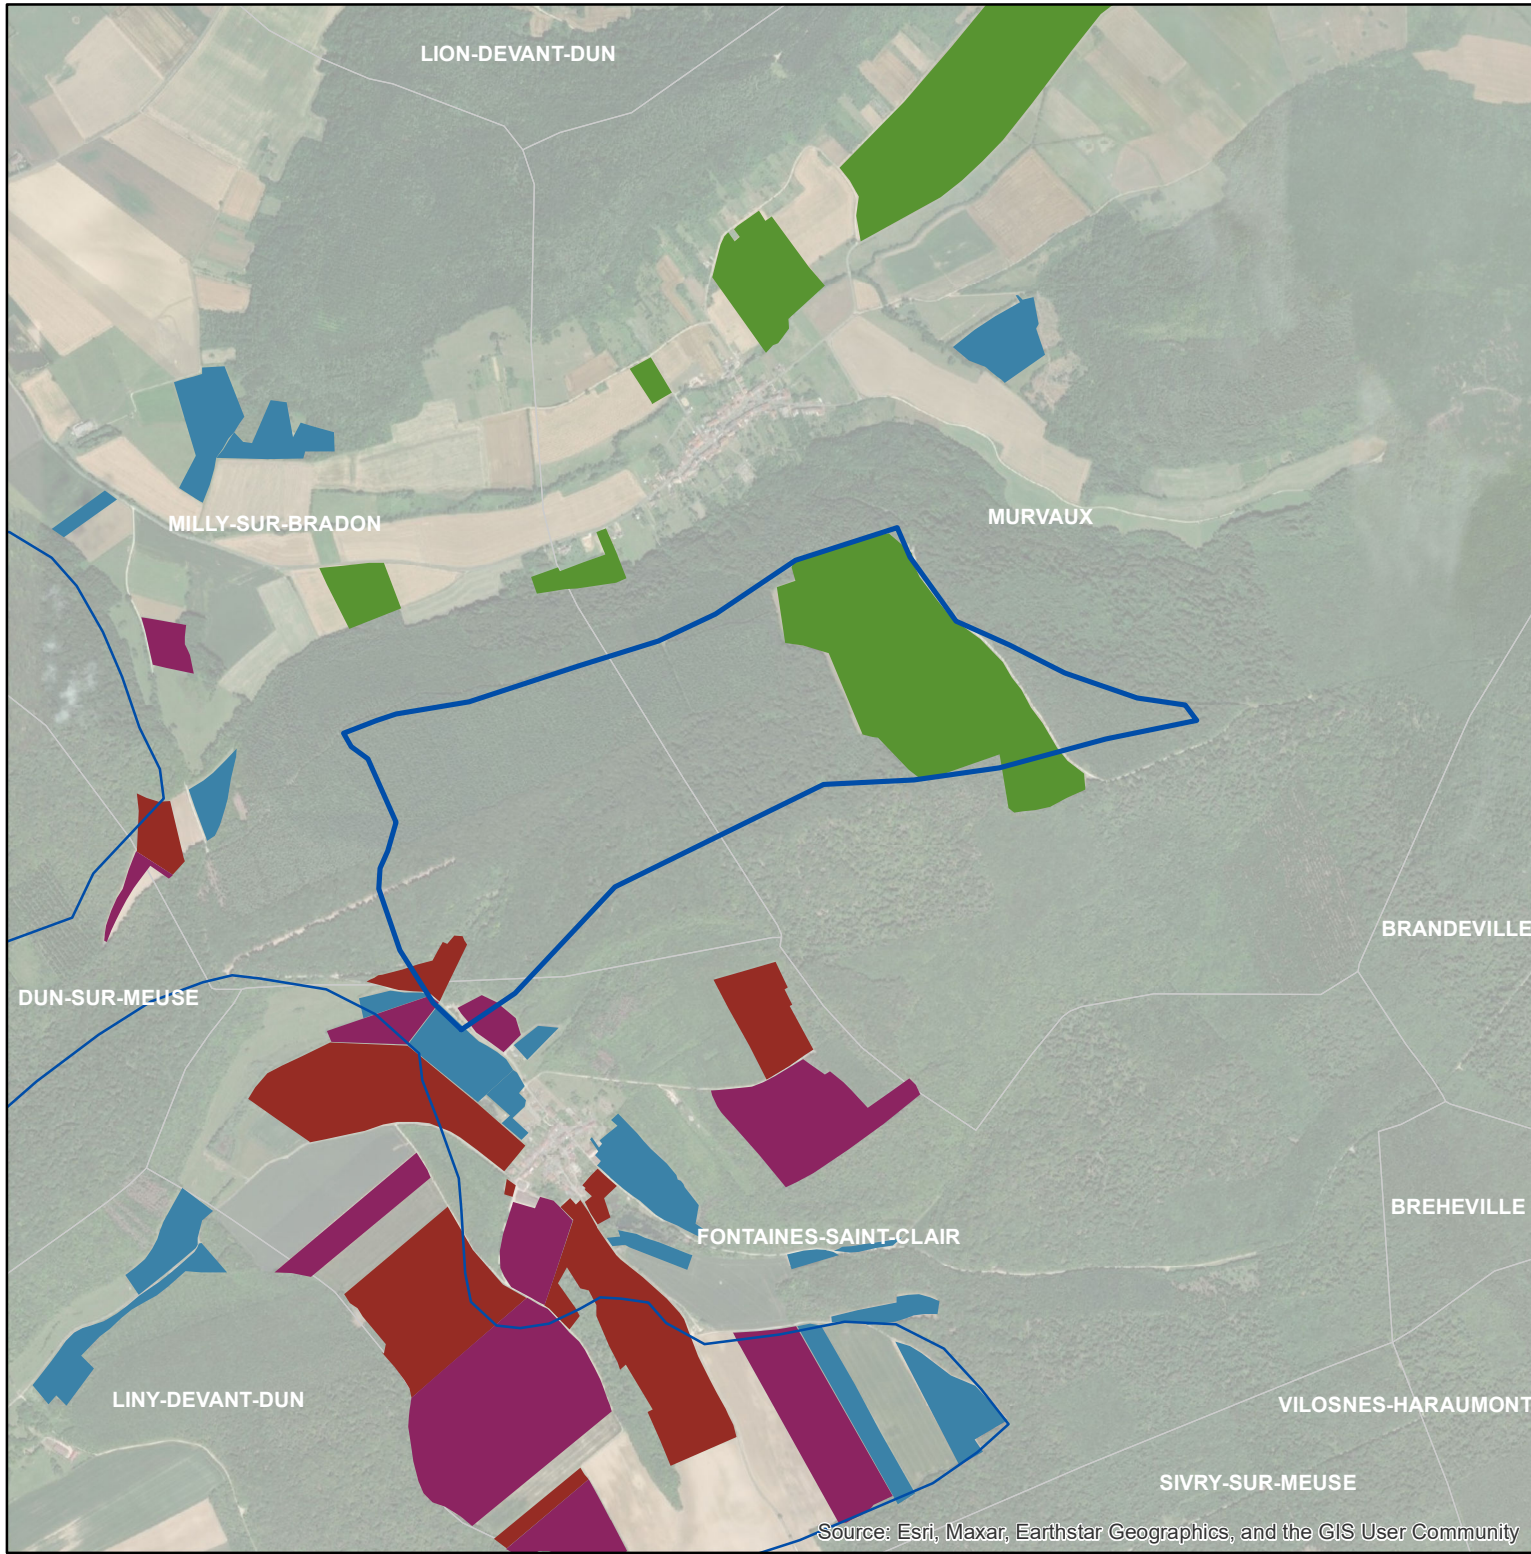 LION-DEVANT-DUN
MILLY-SUR-BRADON
MURVAUX
BRANDEVILLE
DUN-SUR-MEUSE
BREHEVILLE
FONTAINES-SAINT-CLAIR
LINY-DEVANT-DUN
VILOSNES-HARAUMONT
SIVRY-SUR-MEUSE
Source: Esri, Maxar, Earthstar Geographics, and the GIS User Community